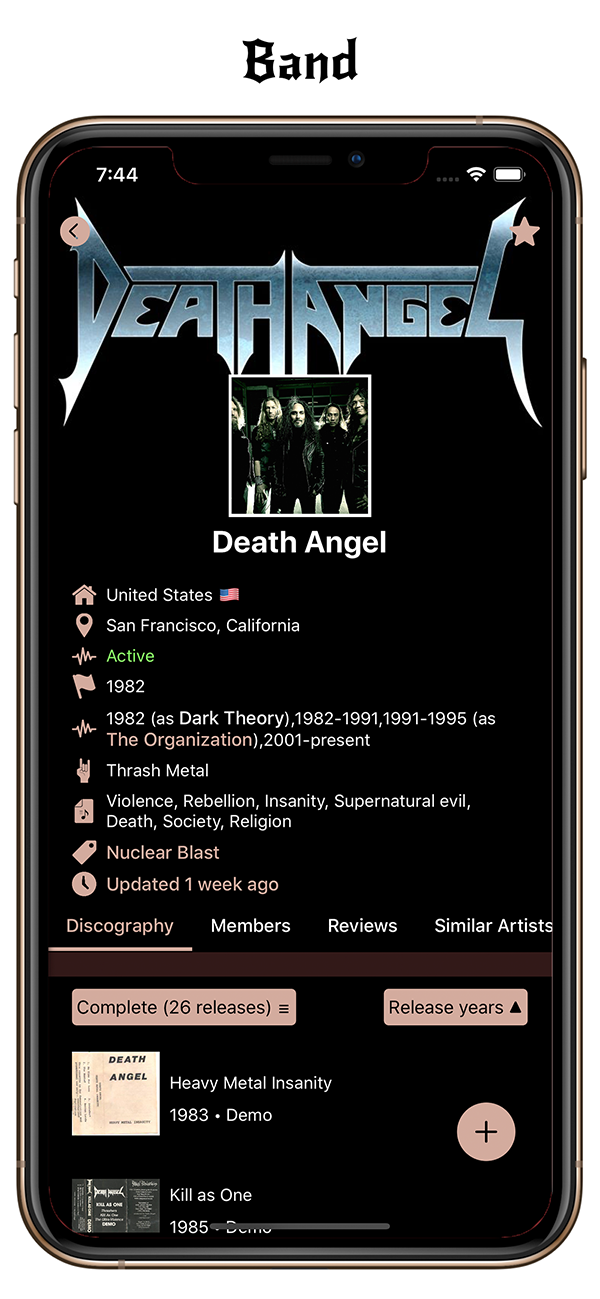 Band
7:44
DEATH ANGEL
Death Angel
United States 🇺🇸
San Francisco, California
Active
1982
1982 (as Dark Theory),1982-1991,1991-1995 (as
The Organization),2001-present
Thrash Metal
Violence, Rebellion, Insanity, Supernatural evil,
Death, Society, Religion
Nuclear Blast
Updated 1 week ago
Discography Members Reviews Similar Artists
Complete (26 releases) ≡ Release years ▲
DEATH
ANGEL
HEAVY METAL INSANITY
Heavy Metal Insanity
1983 • Demo
KILL AS ONE
Kill as One
DEMO
1985 • Demo